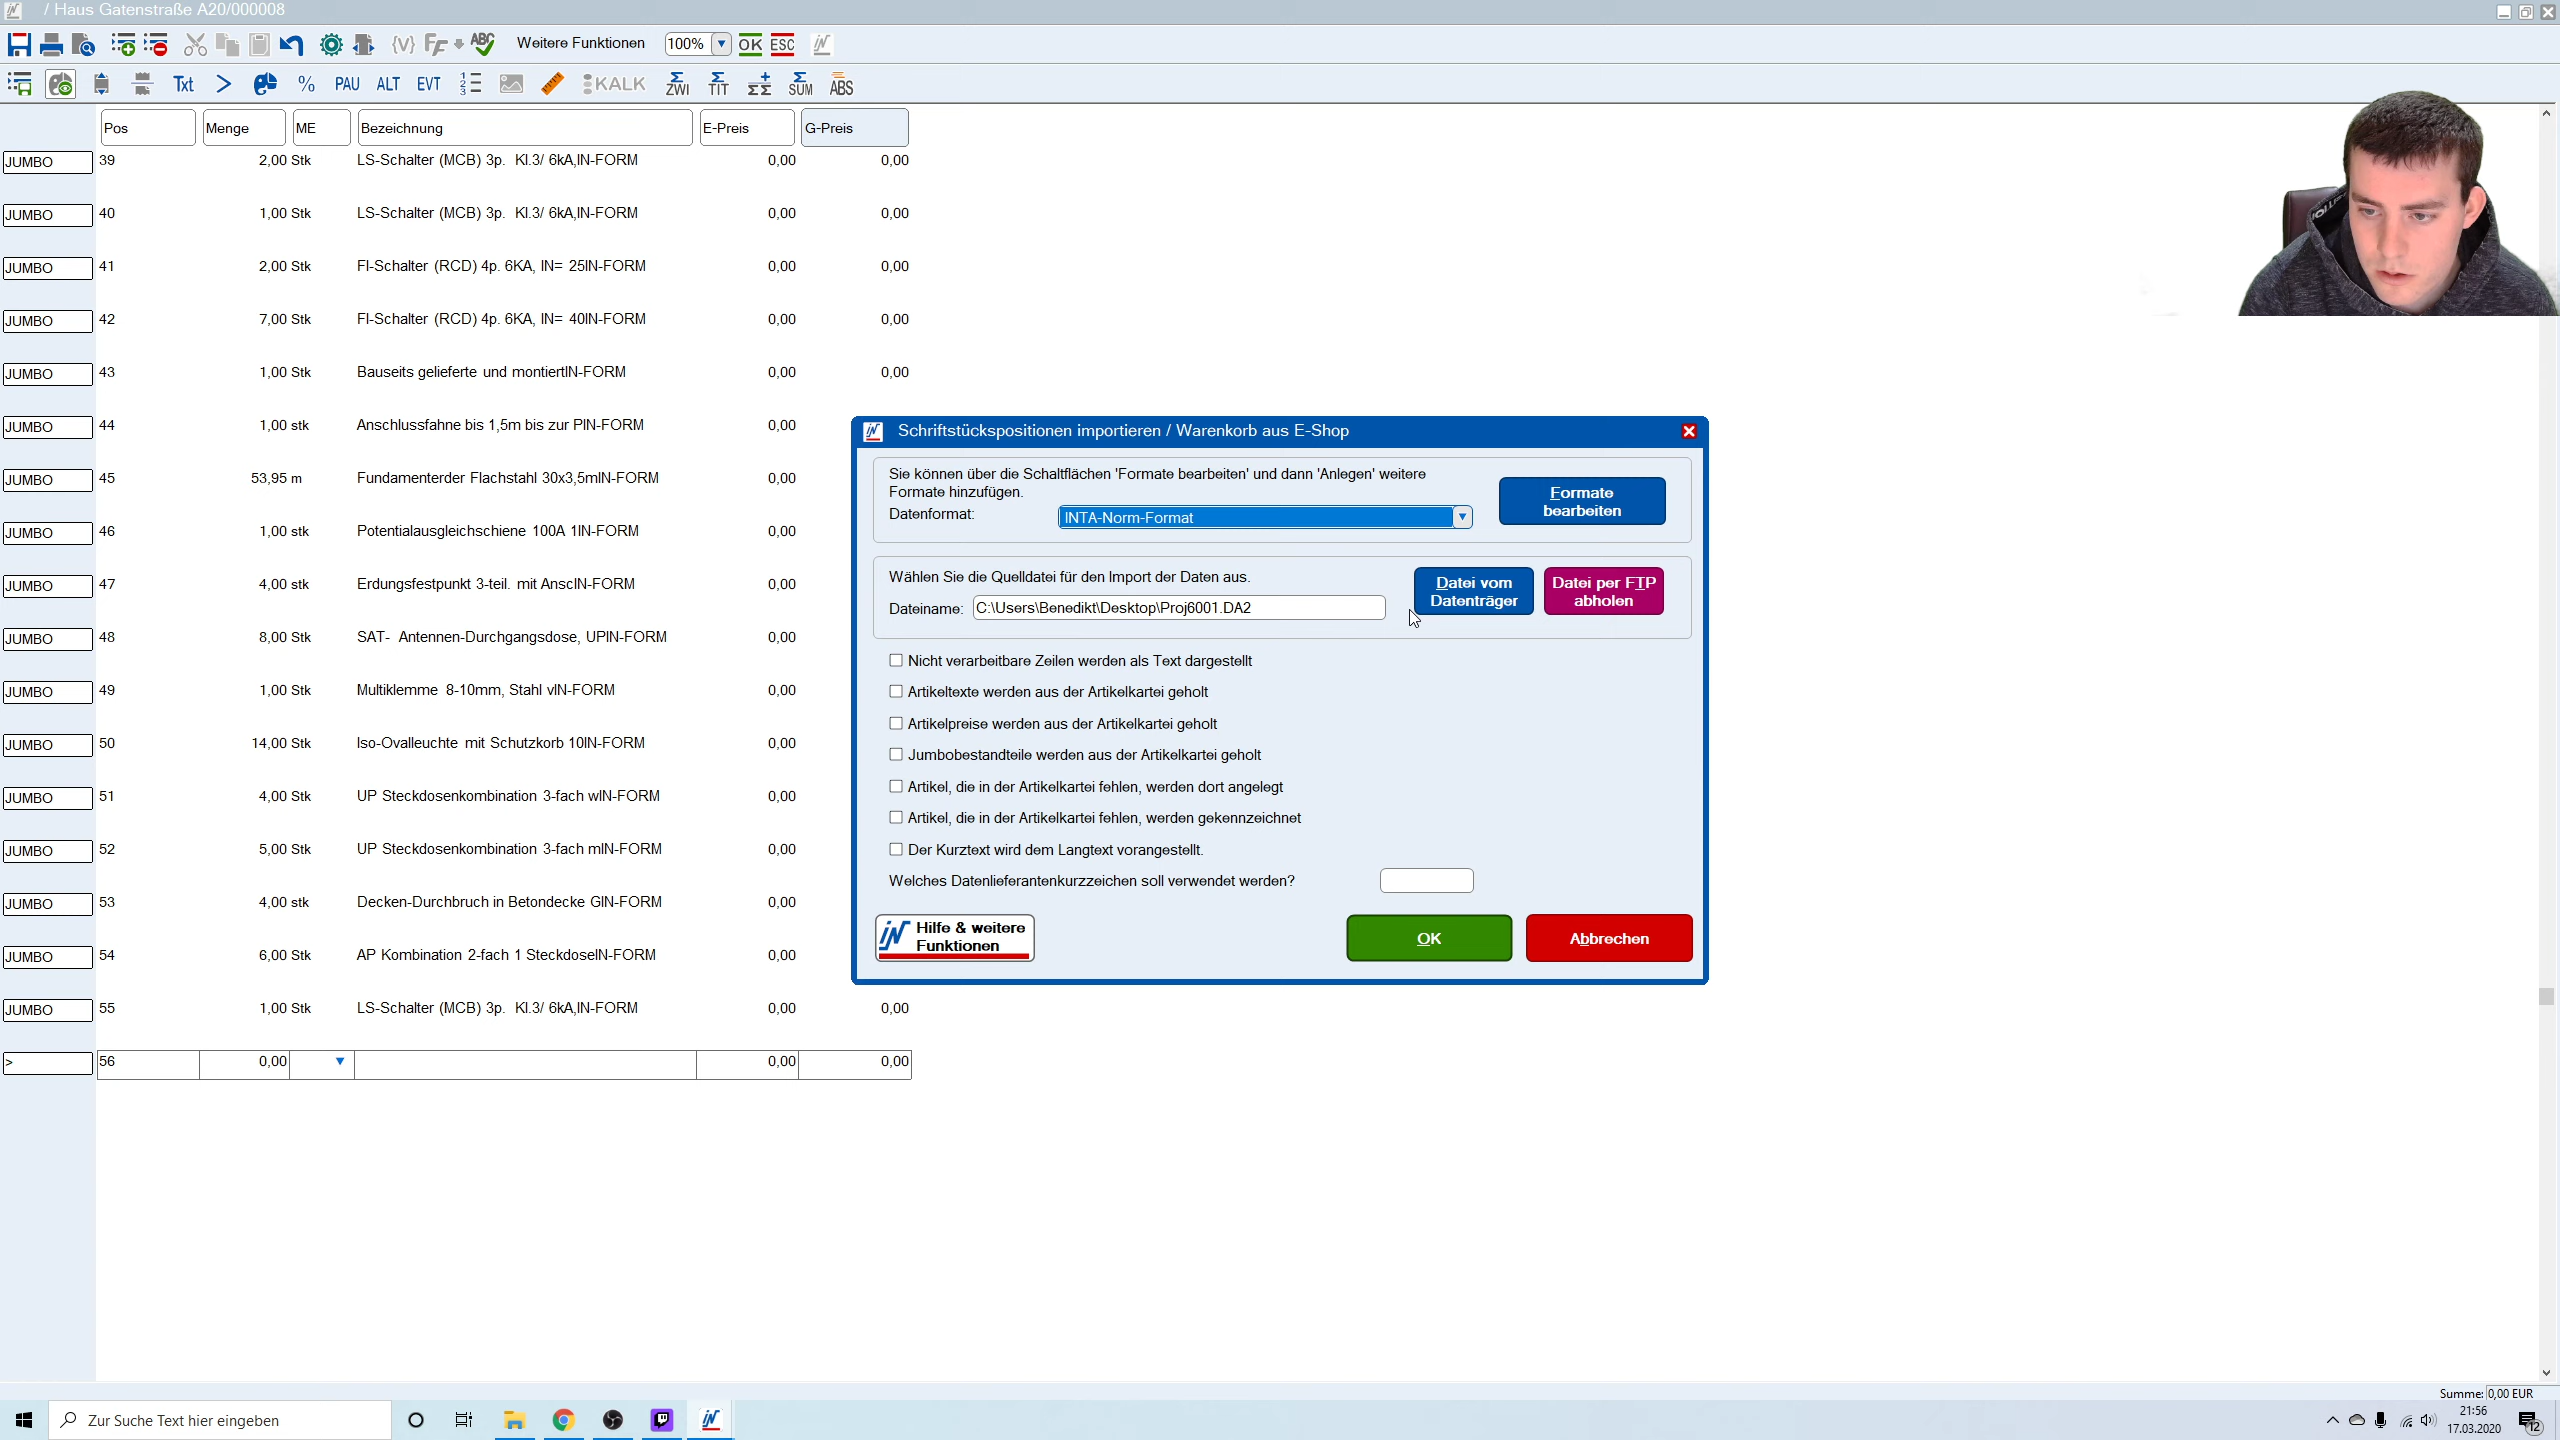 / Haus Gatenstraße A20/000008
{V} FF ABC Weitere Funktionen 100% OK ESC
Txt > % PAU ALT EVT KALK Σ ZWI Σ TIT ΣΣ Σ SUM ABS
Pos Menge ME Bezeichnung E-Preis G-Preis
JUMBO 39 2,00 Stk LS-Schalter (MCB) 3p. Kl.3/ 6kA,IN-FORM 0,00 0,00
JUMBO 40 1,00 Stk LS-Schalter (MCB) 3p. Kl.3/ 6kA,IN-FORM 0,00 0,00
JUMBO 41 2,00 Stk FI-Schalter (RCD) 4p. 6KA, IN= 25IN-FORM 0,00 0,00
JUMBO 42 7,00 Stk FI-Schalter (RCD) 4p. 6KA, IN= 40IN-FORM 0,00 0,00
JUMBO 43 1,00 Stk Bauseits gelieferte und montiertIN-FORM 0,00 0,00
JUMBO 44 1,00 stk Anschlussfahne bis 1,5m bis zur PIN-FORM 0,00
JUMBO 45 53,95 m Fundamenterder Flachstahl 30x3,5mIN-FORM 0,00
JUMBO 46 1,00 stk Potentialausgleichschiene 100A 1IN-FORM 0,00
JUMBO 47 4,00 stk Erdungsfestpunkt 3-teil. mit AnscIN-FORM 0,00
JUMBO 48 8,00 Stk SAT- Antennen-Durchgangsdose, UPIN-FORM 0,00
JUMBO 49 1,00 Stk Multiklemme 8-10mm, Stahl vIN-FORM 0,00
JUMBO 50 14,00 Stk Iso-Ovalleuchte mit Schutzkorb 10IN-FORM 0,00
JUMBO 51 4,00 Stk UP Steckdosenkombination 3-fach wIN-FORM 0,00
JUMBO 52 5,00 Stk UP Steckdosenkombination 3-fach mIN-FORM 0,00
JUMBO 53 4,00 stk Decken-Durchbruch in Betondecke GIN-FORM 0,00
JUMBO 54 6,00 Stk AP Kombination 2-fach 1 SteckdoseIN-FORM 0,00
JUMBO 55 1,00 Stk LS-Schalter (MCB) 3p. Kl.3/ 6kA,IN-FORM 0,00 0,00
> 56 0,00 0,00 0,00
Schriftstückspositionen importieren / Warenkorb aus E-Shop
Sie können über die Schaltflächen 'Formate bearbeiten' und dann 'Anlegen' weitere
Formate hinzufügen.
Datenformat: INTA-Norm-Format
Formate
bearbeiten
Wählen Sie die Quelldatei für den Import der Daten aus.
Dateiname: C:\Users\Benedikt\Desktop\Proj6001.DA2
Datei vom
Datenträger
Datei per FTP
abholen
Nicht verarbeitbare Zeilen werden als Text dargestellt
Artikeltexte werden aus der Artikelkartei geholt
Artikelpreise werden aus der Artikelkartei geholt
Jumbobestandteile werden aus der Artikelkartei geholt
Artikel, die in der Artikelkartei fehlen, werden dort angelegt
Artikel, die in der Artikelkartei fehlen, werden gekennzeichnet
Der Kurztext wird dem Langtext vorangestellt.
Welches Datenlieferantenkurzzeichen soll verwendet werden?
Hilfe & weitere
Funktionen
OK
Abbrechen
Summe: 0,00 EUR
Zur Suche Text hier eingeben
21:56
17.03.2020
12